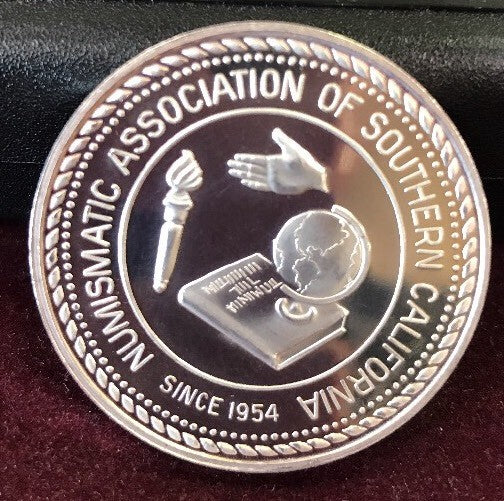 NUMISMATIC ASSOCIATION OF SOUTHERN CALIFORNIA
SINCE 1954